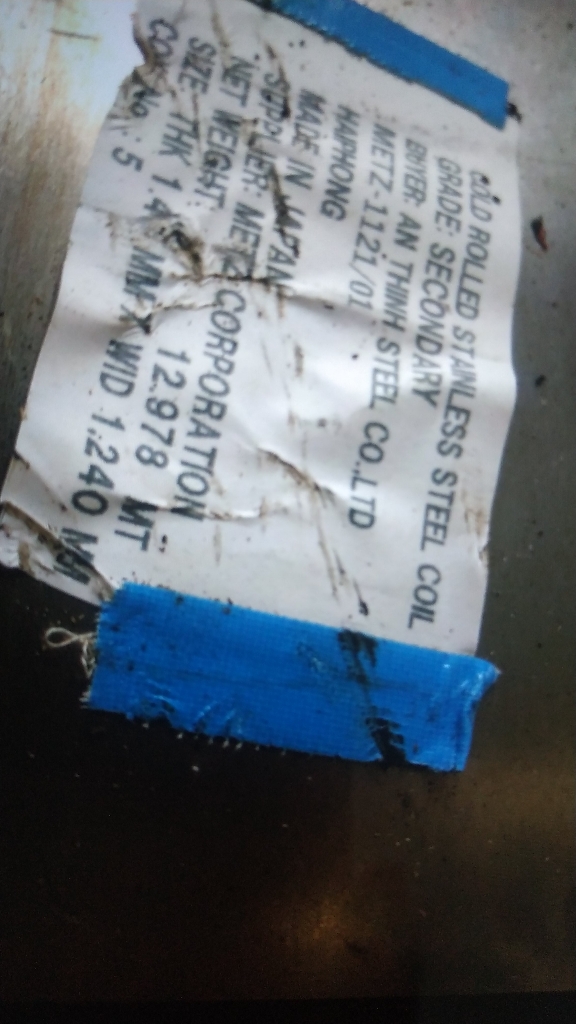 COLD ROLLED STAINLESS STEEL COIL
GRADE: SECONDARY
BUYER: AN THINH STEEL CO.,LTD
METZ-1121/01
HAPHONG
MADE IN JAPAN
SUPPLIER: METZ CORPORATION
NET WEIGHT: 12.978 MT
SIZE: THK 1.4 MM X WID 1.240 MM
No.: 5